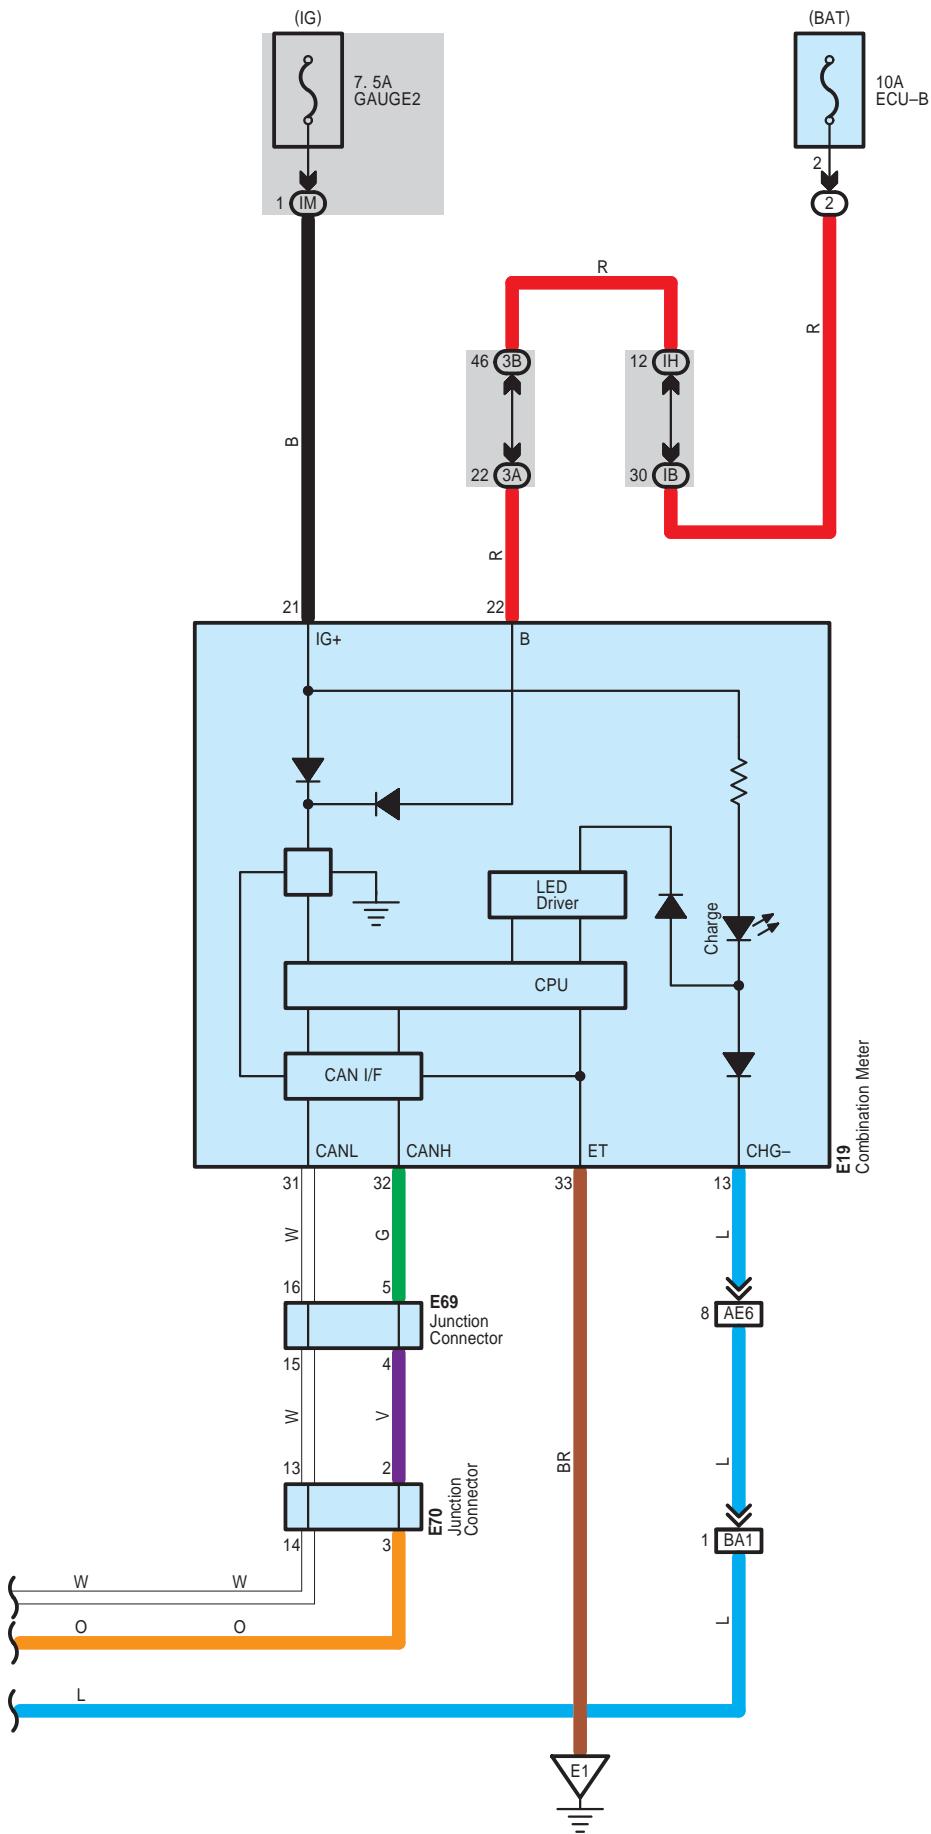 (IG)
(BAT)
7. 5A
GAUGE2
10A
ECU–B
2
1 IM
2
R
R
46 3B
12 IH
B
22 3A
30 IB
R
21
22
IG+
B
LED
Driver
Charge
CPU
CAN I/F
CANL
CANH
ET
CHG–
E19
Combination Meter
31
32
33
13
W
G
L
16
5
E69
Junction
Connector
8 AE6
15
4
W
V
BR
L
13
2
E70
Junction
Connector
14
3
1 BA1
W
W
O
O
L
L
E1